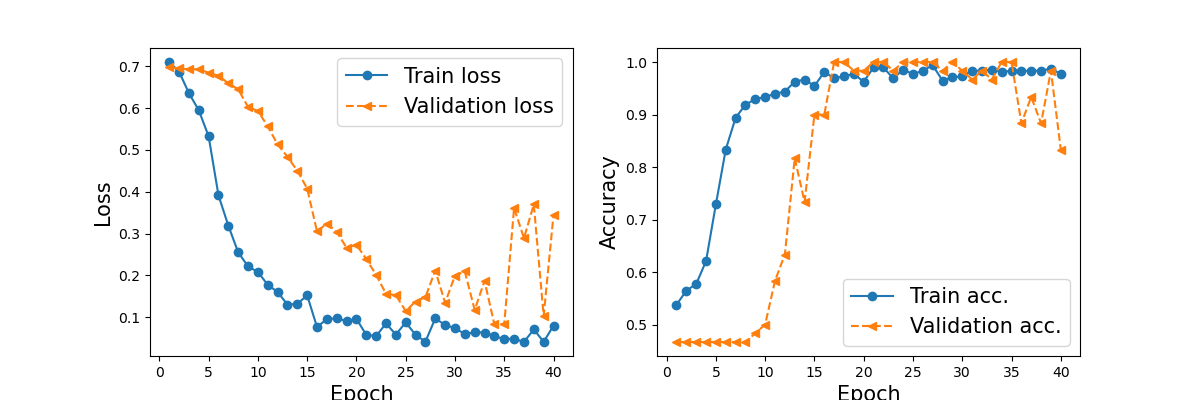 0.7
0.6
0.5
0.4
0.3
0.2
0.1
Loss
0 5 10 15 20 25 30 35 40
Epoch
Train loss
Validation loss
1.0
0.9
0.8
0.7
0.6
0.5
Accuracy
0 5 10 15 20 25 30 35 40
Epoch
Train acc.
Validation acc.